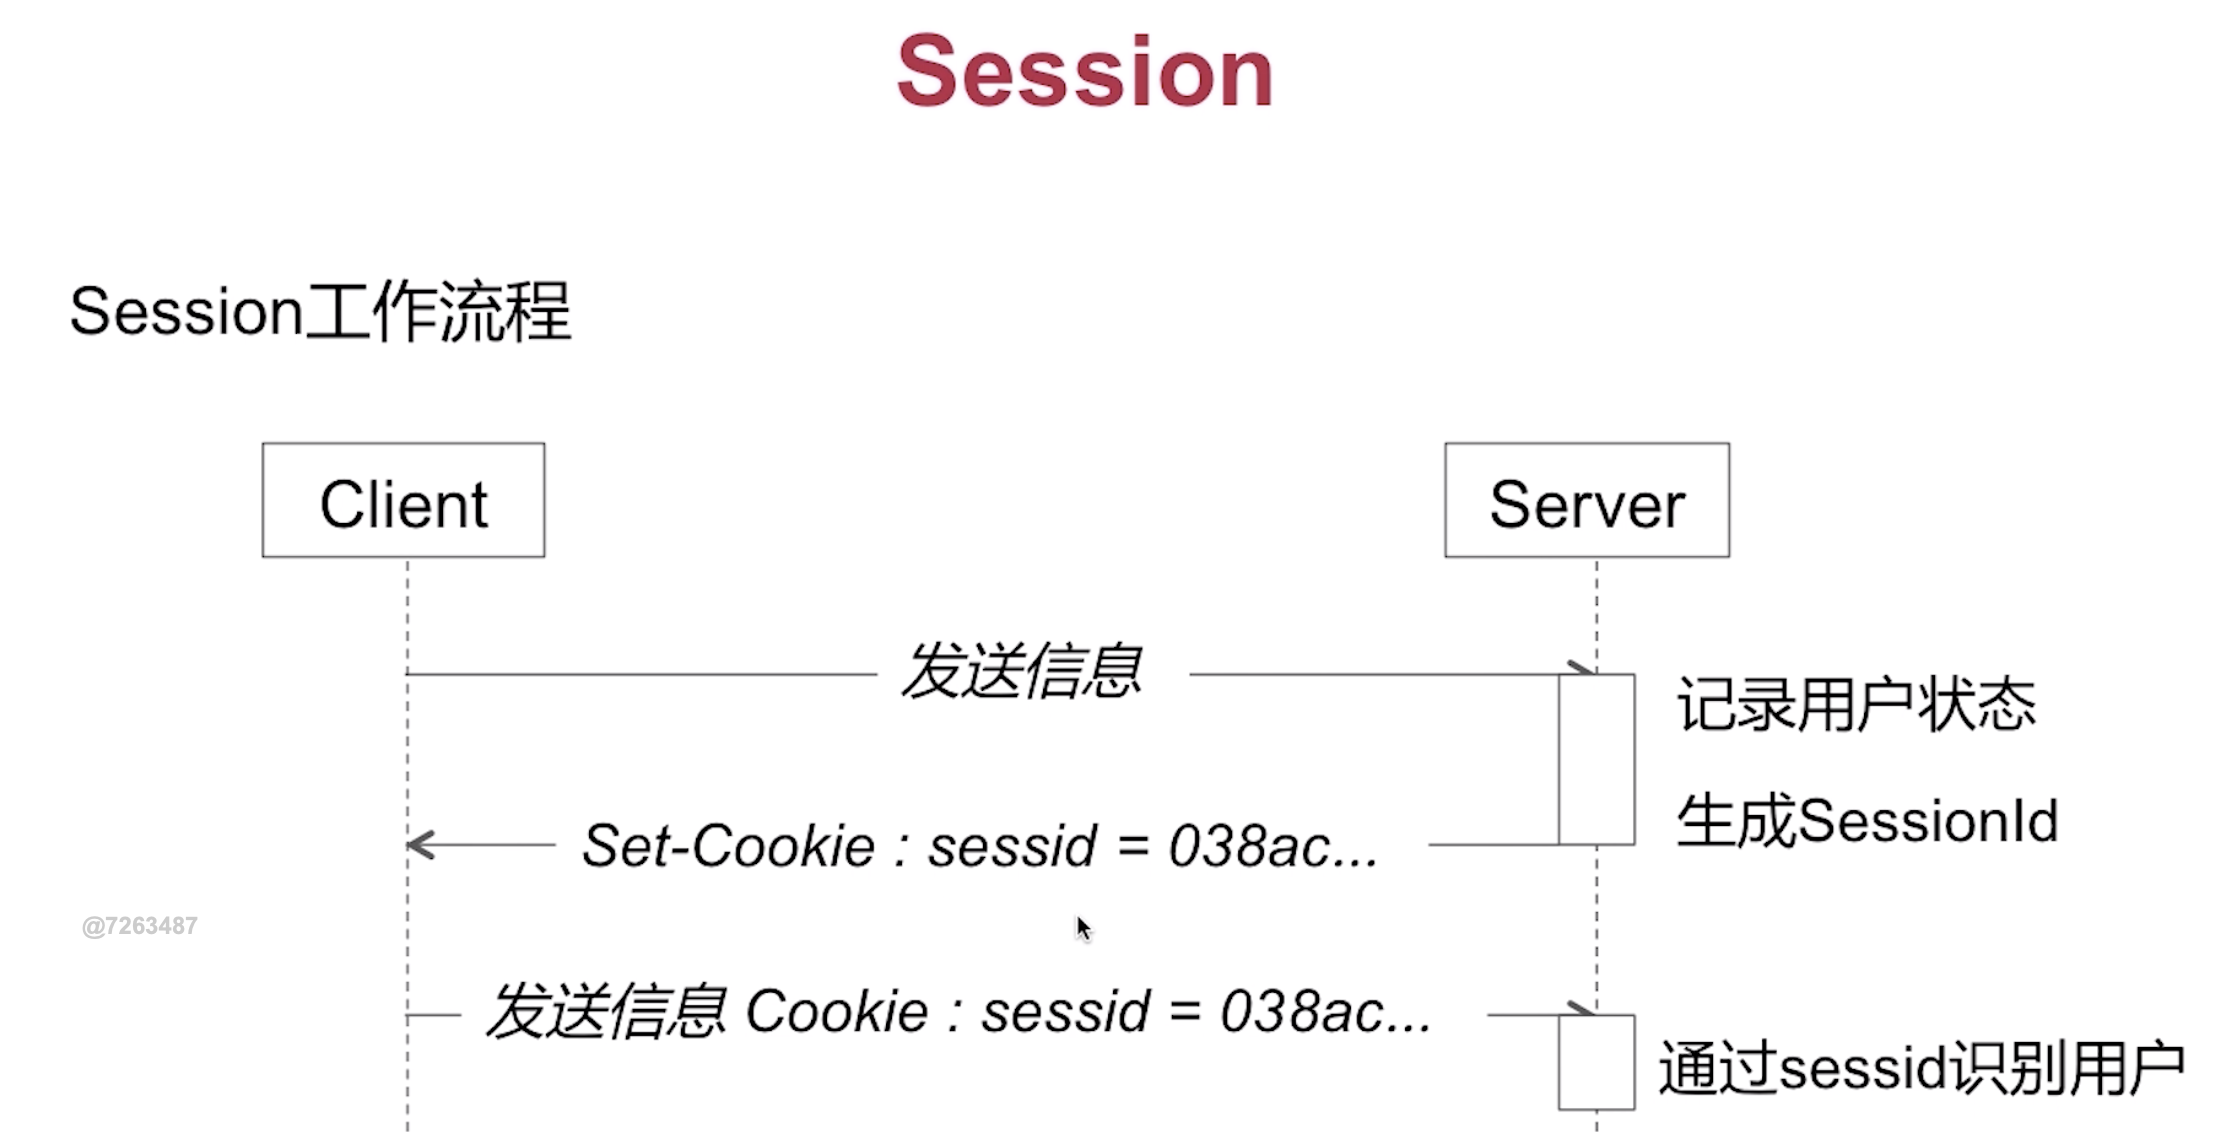 Session
Session工作流程
Client
Server
发送信息
记录用户状态
生成SessionId
Set-Cookie : sessid = 038ac...
@7263487
发送信息 Cookie : sessid = 038ac...
通过sessid识别用户